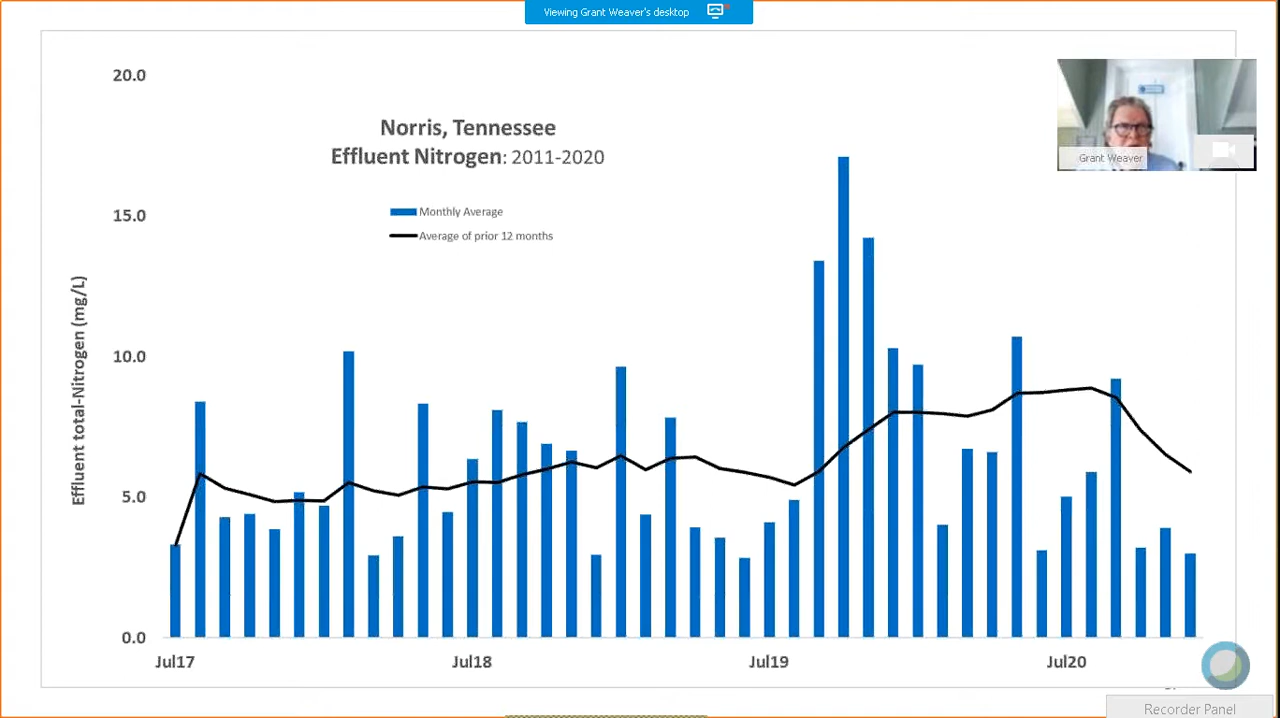 Viewing Grant Weaver's desktop
20.0
Norris, Tennessee
Effluent Nitrogen: 2011-2020
Grant Weaver
Monthly Average
15.0
Average of prior 12 months
Effluent total-Nitrogen (mg/L)
10.0
5.0
0.0
Jul17
Jul18
Jul19
Jul20
Recorder Panel